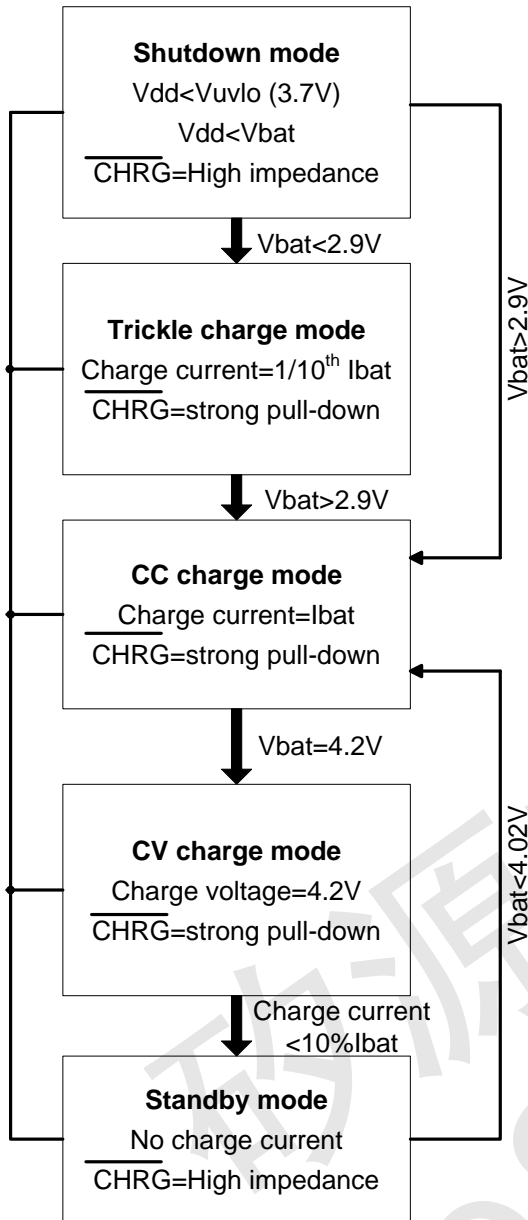 Shutdown mode
Vdd<Vuvlo (3.7V)
Vdd<Vbat
CHRG=High impedance
Vbat<2.9V
Vbat>2.9V
Trickle charge mode
Charge current=1/10th Ibat
CHRG=strong pull-down
Vbat>2.9V
CC charge mode
Charge current=Ibat
CHRG=strong pull-down
Vbat=4.2V
CV charge mode
Charge voltage=4.2V
CHRG=strong pull-down
Vbat<4.02V
Charge current
<10%Ibat
Standby mode
No charge current
CHRG=High impedance
矽源